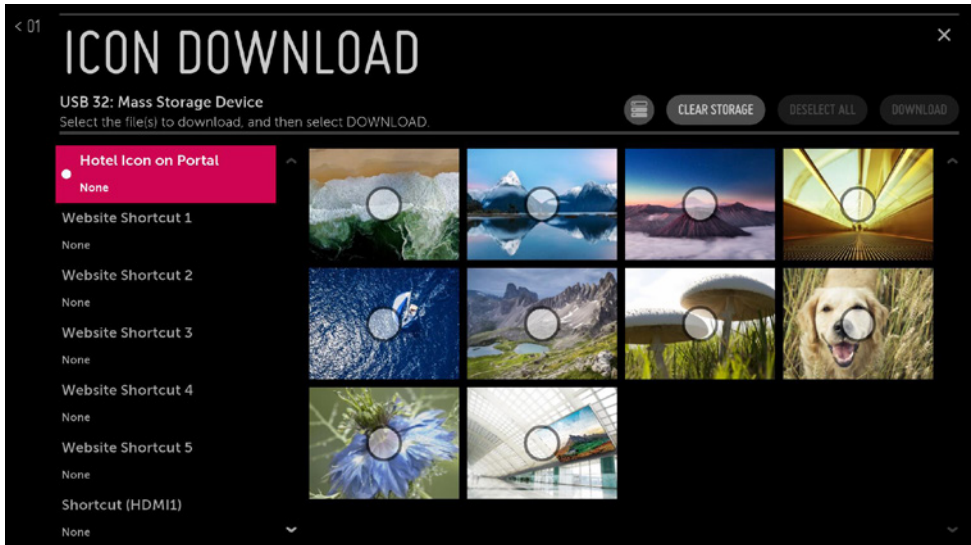 < 01
ICON DOWNLOAD
USB 32: Mass Storage Device
Select the file(s) to download, and then select DOWNLOAD.
CLEAR STORAGE
DESELECT ALL
DOWNLOAD
Hotel Icon on Portal
None
Website Shortcut 1
None
Website Shortcut 2
None
Website Shortcut 3
None
Website Shortcut 4
None
Website Shortcut 5
None
Shortcut (HDMI1)
None